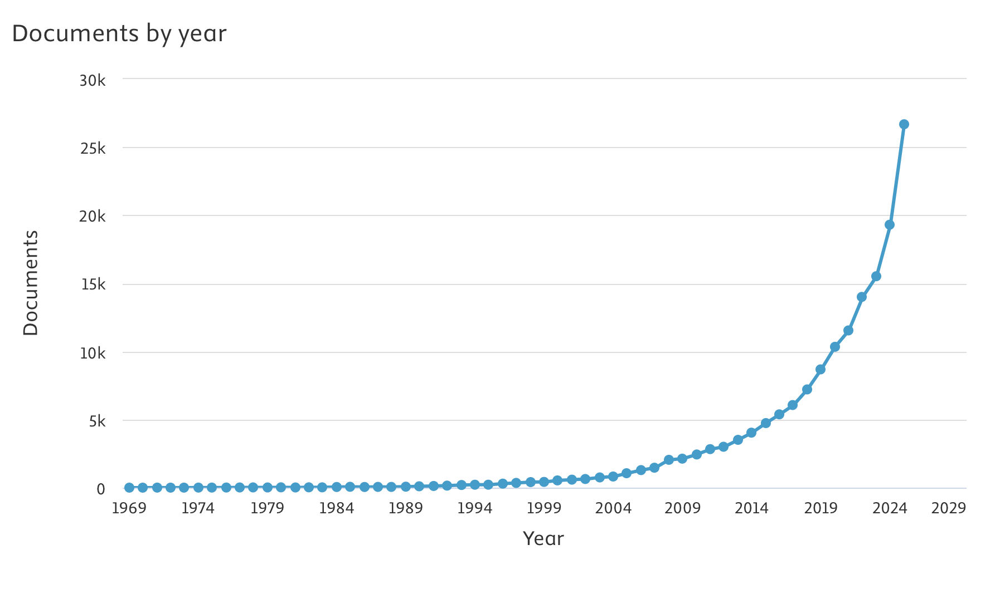 Documents by year
30k
25k
20k
15k
10k
5k
0
Documents
1969 1974 1979 1984 1989 1994 1999 2004 2009 2014 2019 2024 2029
Year